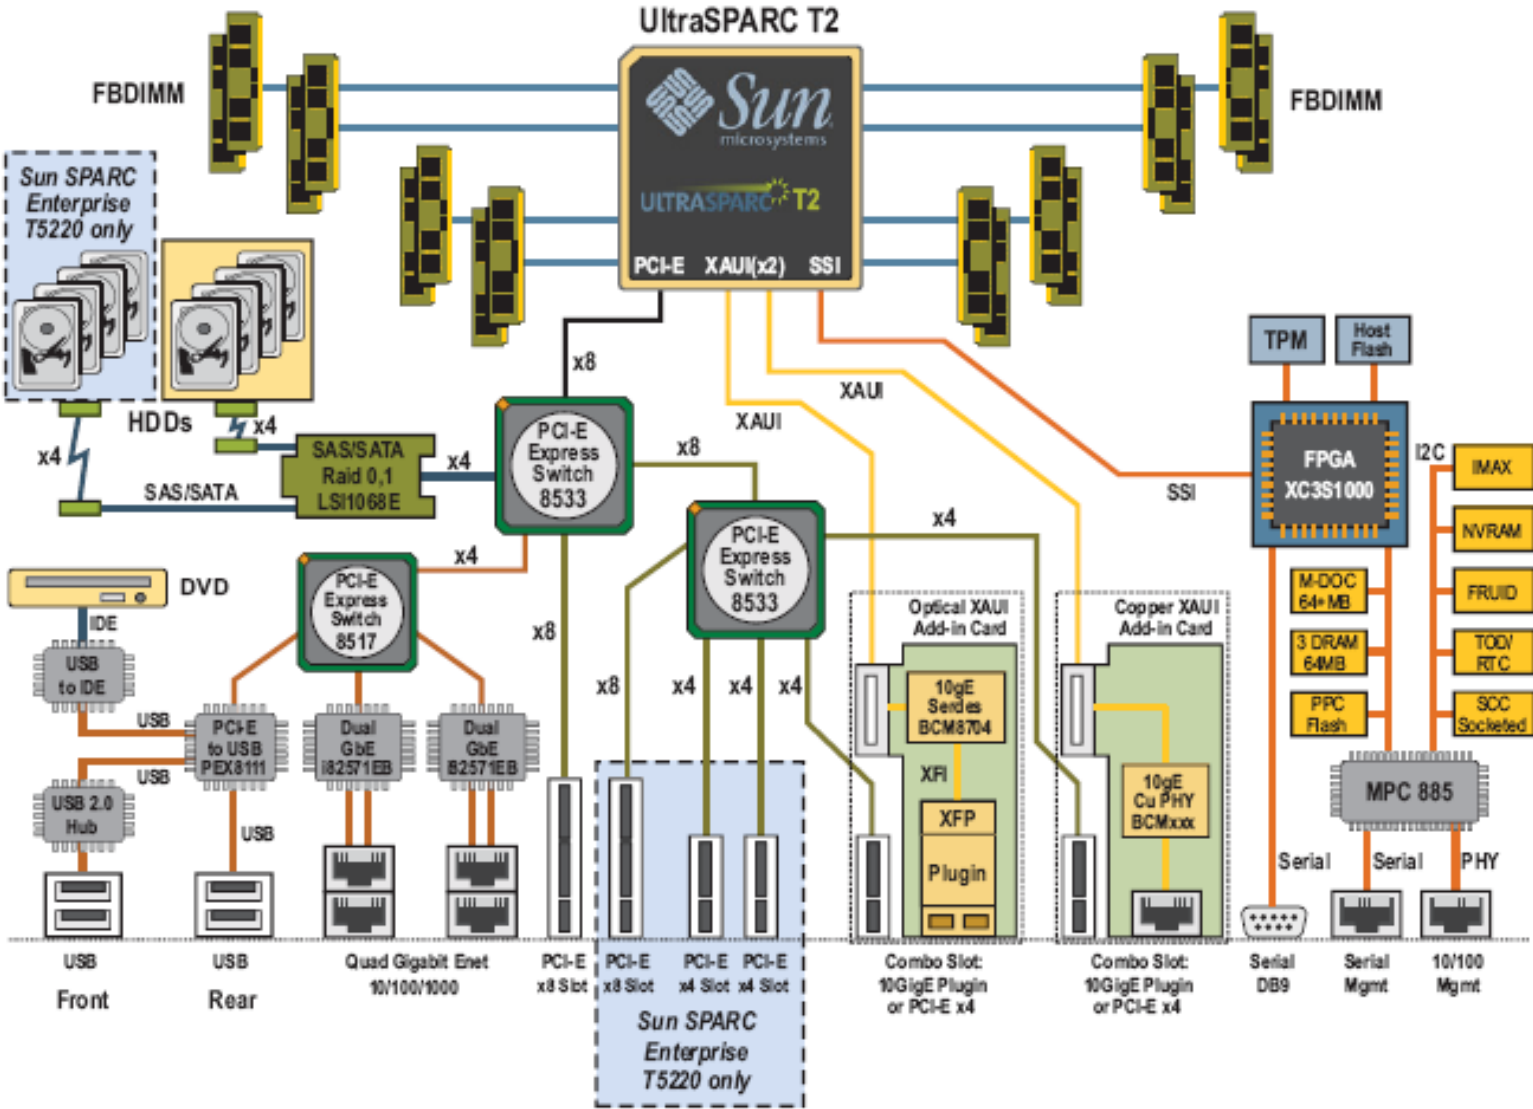 UltraSPARC T2
FBDIMM
FBDIMM
Sun
microsystems
ULTRASPARC T2
PCI-E XAUI(x2) SSI
Sun SPARC
Enterprise
T5220 only
HDDs
x4
x4
SAS/SATA
SAS/SATA
Raid 0,1
LSI1068E
x4
x8
PCI-E
Express
Switch
8533
x8
XAUI
XAUI
SSI
TPM
Host
Flash
FPGA
XC3S1000
I2C
IMAX
NVRAM
FRUID
TOD/
RTC
SCC
Socketed
M-DOC
64+MB
3 DRAM
64MB
PPC
Flash
MPC 885
Serial
Serial
PHY
DVD
IDE
USB
to IDE
USB
USB
USB 2.0
Hub
x4
PCI-E
Express
Switch
8517
PCI-E
to USB
PEX8111
USB
Dual
GbE
i82571EB
Dual
GbE
82571EB
x8
PCI-E
Express
Switch
8533
x4
x8
x4
x4
x4
Optical XAUI
Add-in Card
10gE
Serdes
BCM8704
XFI
XFP
Plugin
Copper XAUI
Add-in Card
10gE
Cu PHY
BCMxxx
USB
Front
USB
Rear
Quad Gigabit Enet
10/100/1000
PCI-E
x8 Slot
PCI-E
x8 Slot
PCI-E
x4 Slot
PCI-E
x4 Slot
Sun SPARC
Enterprise
T5220 only
Combo Slot:
10GigE Plugin
or PCI-E x4
Combo Slot:
10GigE Plugin
or PCI-E x4
Serial
DB9
Serial
Mgmt
10/100
Mgmt